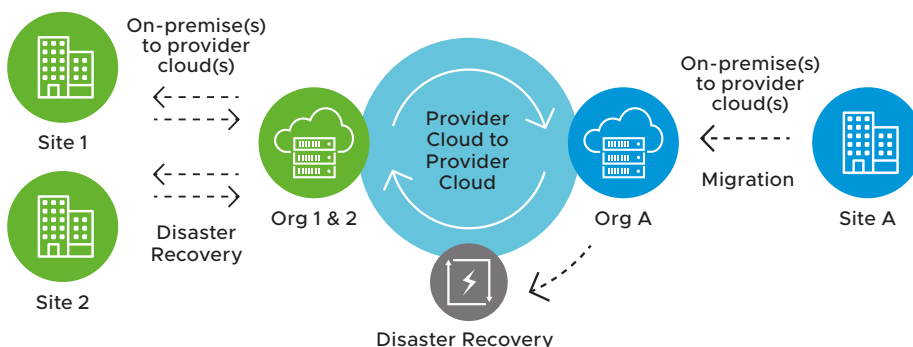 On-premise(s)
to provider
cloud(s)
Site 1
Disaster
Recovery
Site 2
Org 1 & 2
Provider
Cloud to
Provider
Cloud
Org A
Disaster Recovery
On-premise(s)
to provider
cloud(s)
Migration
Site A